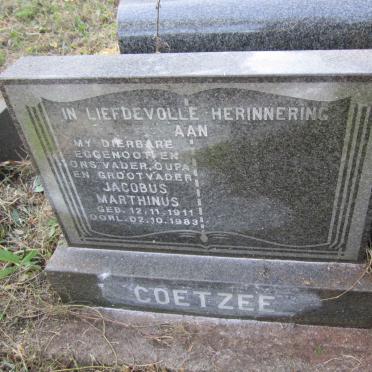 IN LIEFDEVOLLE HERINNERING
AAN
MY DIERBARE
EGGENOOT EN
ONS VADER, OUPA
EN GROOTVADER
JACOBUS
MARTHINUS
GEB. 12.11.1911
OORL. 02.10.1983
COETZEE